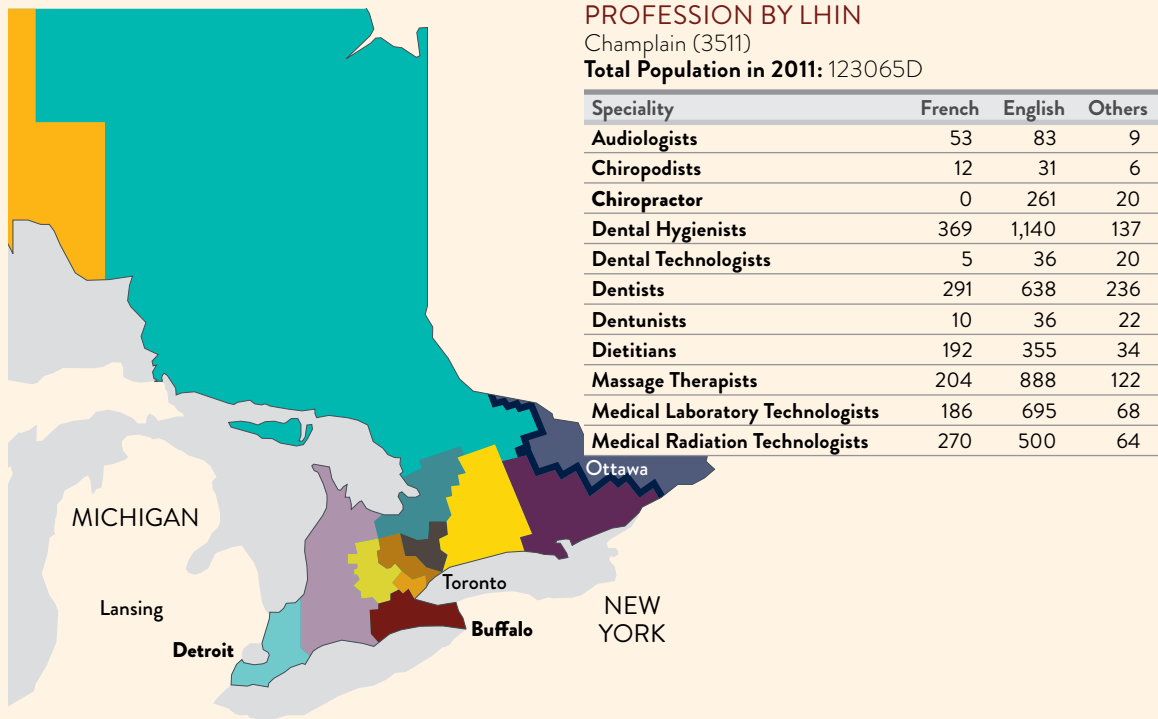 PROFESSION BY LHIN
Champlain (3511)
Total Population in 2011: 123065D
Speciality French English Others
Audiologists 53 83 9
Chiropodists 12 31 6
Chiropractor 0 261 20
Dental Hygienists 369 1,140 137
Dental Technologists 5 36 20
Dentists 291 638 236
Dentunists 10 36 22
Dietitians 192 355 34
Massage Therapists 204 888 122
Medical Laboratory Technologists 186 695 68
Medical Radiation Technologists 270 500 64
Ottawa
MICHIGAN
Toronto
Lansing
NEW
YORK
Buffalo
Detroit